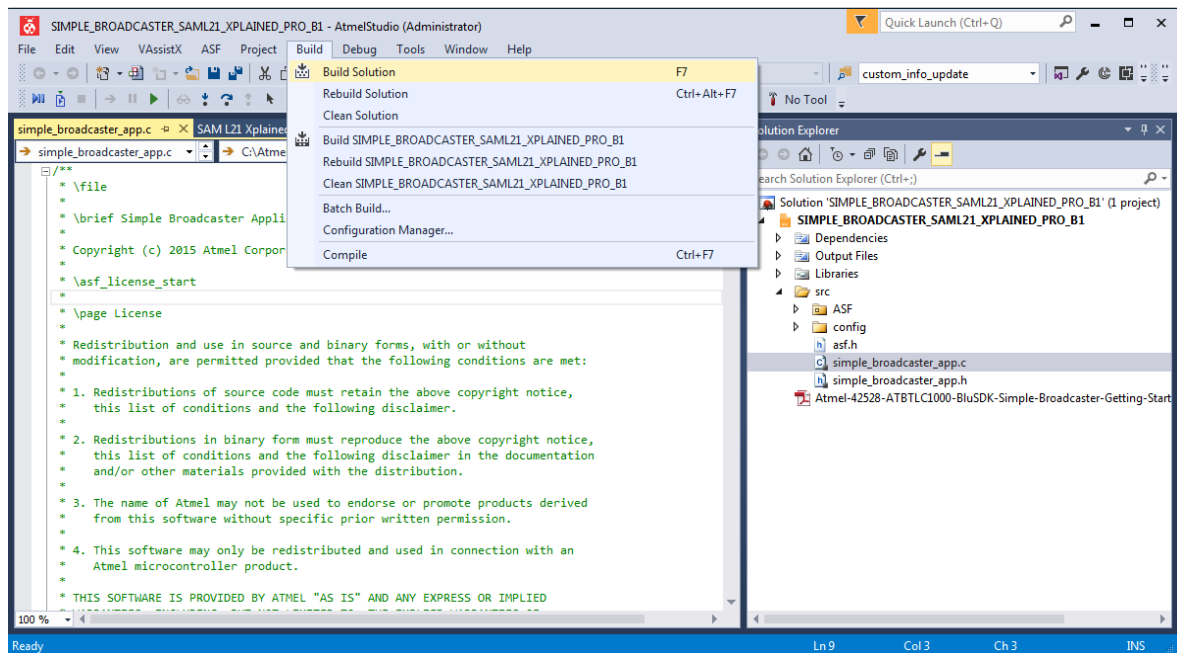 SIMPLE_BROADCASTER_SAML21_XPLAINED_PRO_B1 - AtmelStudio (Administrator)
Quick Launch (Ctrl+Q)
File Edit View VAssistX ASF Project Build Debug Tools Window Help
custom_info_update
No Tool
Build Solution F7
Rebuild Solution Ctrl+Alt+F7
Clean Solution
Build SIMPLE_BROADCASTER_SAML21_XPLAINED_PRO_B1
Rebuild SIMPLE_BROADCASTER_SAML21_XPLAINED_PRO_B1
Clean SIMPLE_BROADCASTER_SAML21_XPLAINED_PRO_B1
Batch Build...
Configuration Manager...
Compile Ctrl+F7
simple_broadcaster_app.c SAM L21 Xplained
simple_broadcaster_app.c C:\Atme
/**
* \file
*
* \brief Simple Broadcaster Appli
*
* Copyright (c) 2015 Atmel Corpor
*
* \asf_license_start
*
* \page License
*
* Redistribution and use in source and binary forms, with or without
* modification, are permitted provided that the following conditions are met:
*
* 1. Redistributions of source code must retain the above copyright notice,
* this list of conditions and the following disclaimer.
*
* 2. Redistributions in binary form must reproduce the above copyright notice,
* this list of conditions and the following disclaimer in the documentation
* and/or other materials provided with the distribution.
*
* 3. The name of Atmel may not be used to endorse or promote products derived
* from this software without specific prior written permission.
*
* 4. This software may only be redistributed and used in connection with an
* Atmel microcontroller product.
*
* THIS SOFTWARE IS PROVIDED BY ATMEL "AS IS" AND ANY EXPRESS OR IMPLIED
100 %
olution Explorer
earch Solution Explorer (Ctrl+;)
Solution 'SIMPLE_BROADCASTER_SAML21_XPLAINED_PRO_B1' (1 project)
SIMPLE_BROADCASTER_SAML21_XPLAINED_PRO_B1
Dependencies
Output Files
Libraries
src
ASF
config
asf.h
simple_broadcaster_app.c
simple_broadcaster_app.h
Atmel-42528-ATBTLC1000-BluSDK-Simple-Broadcaster-Getting-Start
Ready Ln 9 Col 3 Ch 3 INS